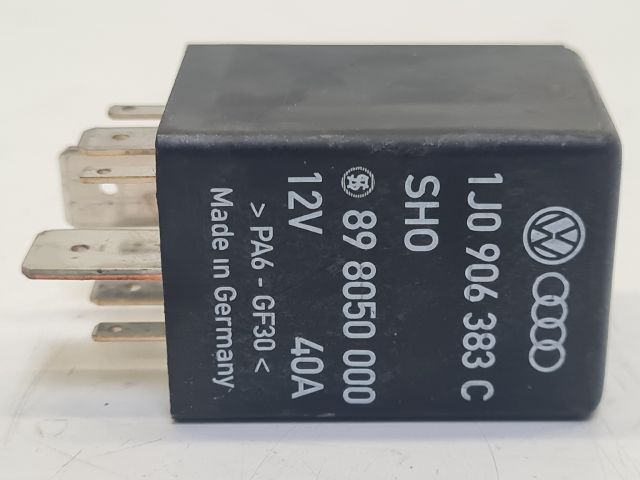 1J0 906 383 C
SHO
89 8050 000
12V 40A
> PA6 - GF30 <
Made in Germany